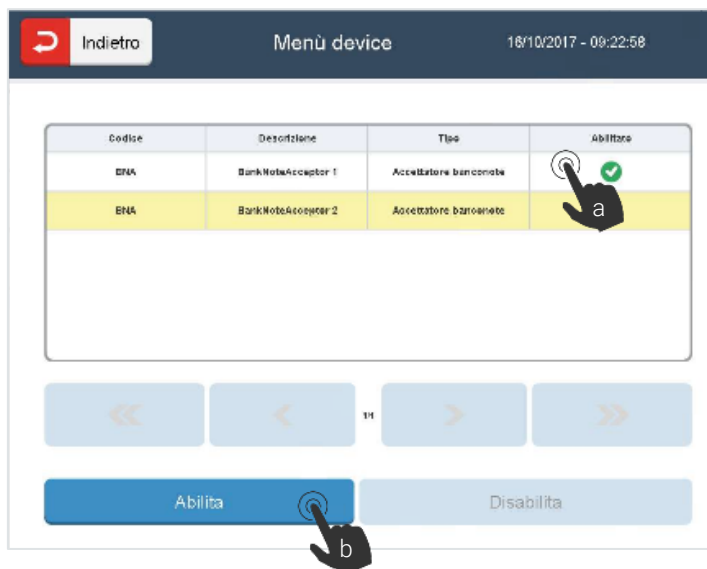 Indietro Menù device 16/10/2017 - 09:22:58
Codice Descrizione Tipo Abilitato
BNA BankNoteAcceptor 1 Accettatore banconote
BNA BankNoteAcceptor 2 Accettatore banconote
a
1/1
Abilita Disabilita
b